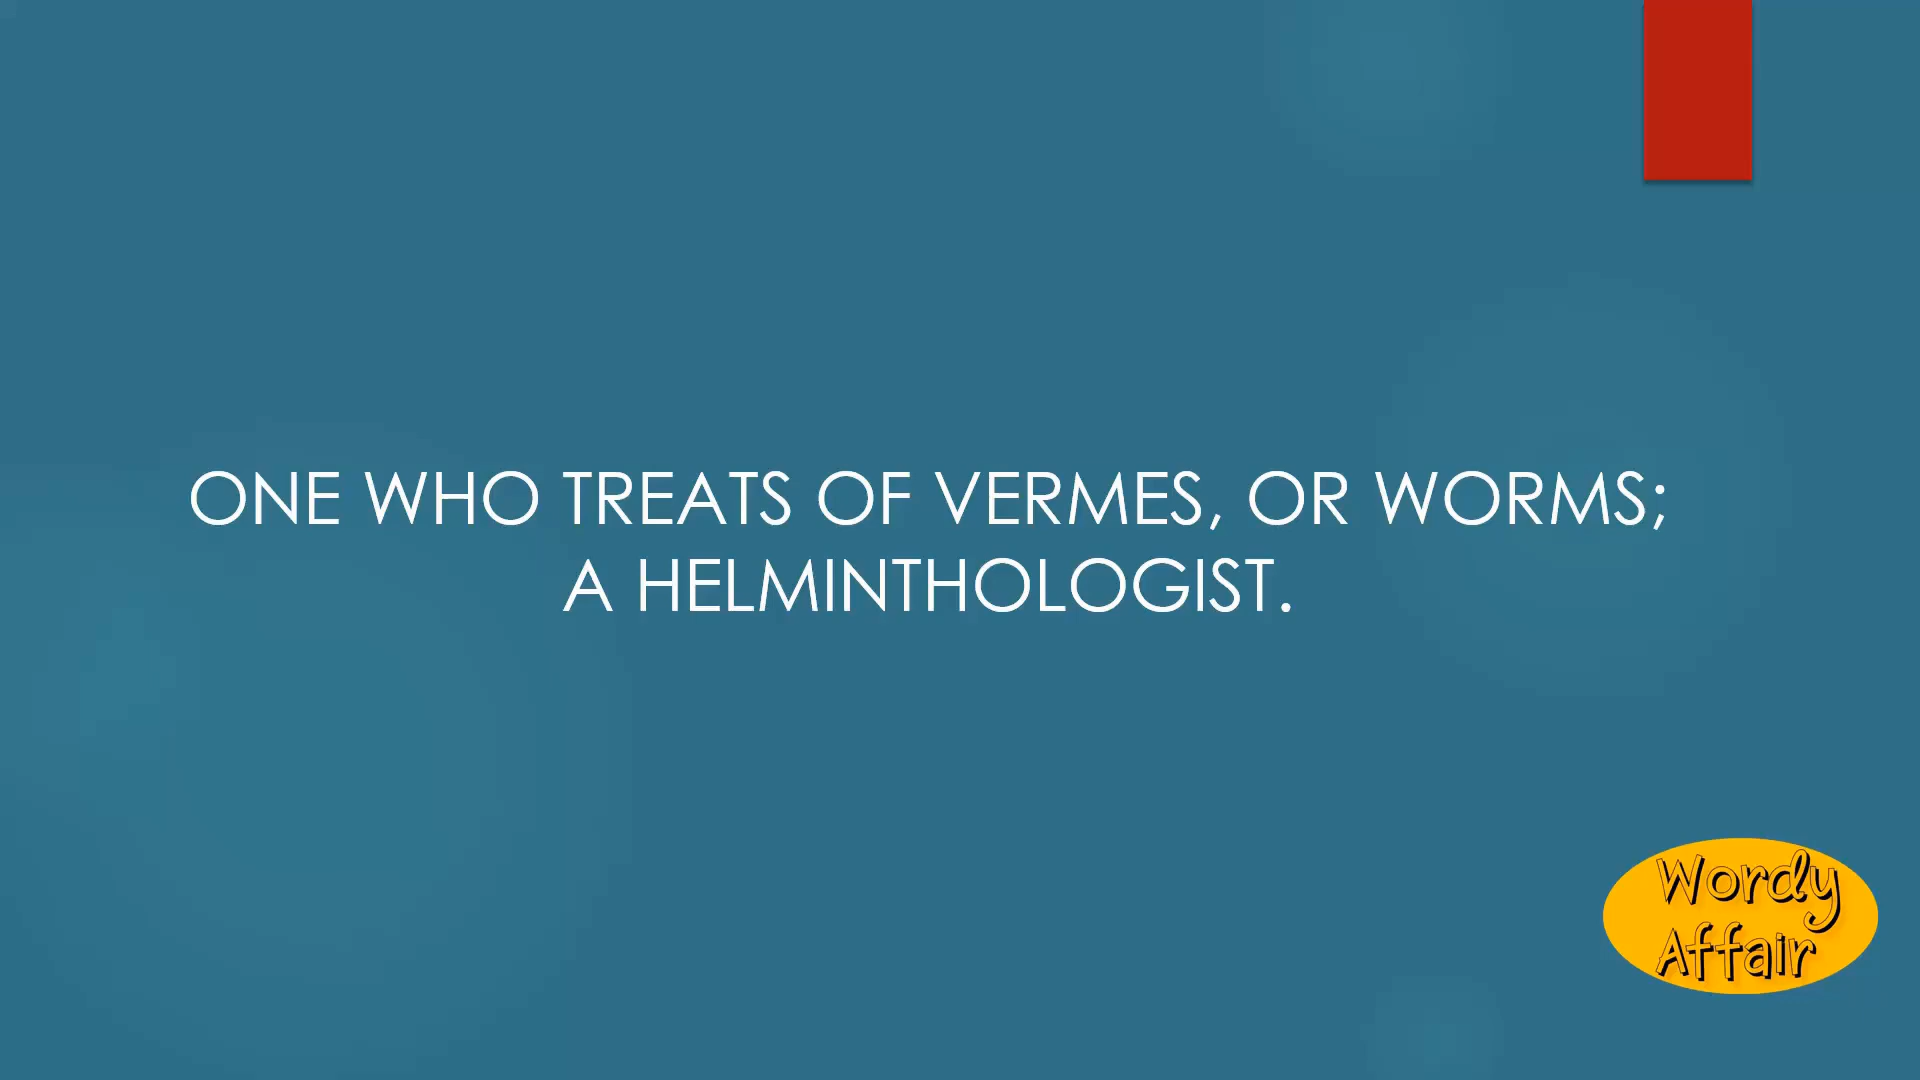 ONE WHO TREATS OF VERMES, OR WORMS;
A HELMINTHOLOGIST.
Wordy
Affair